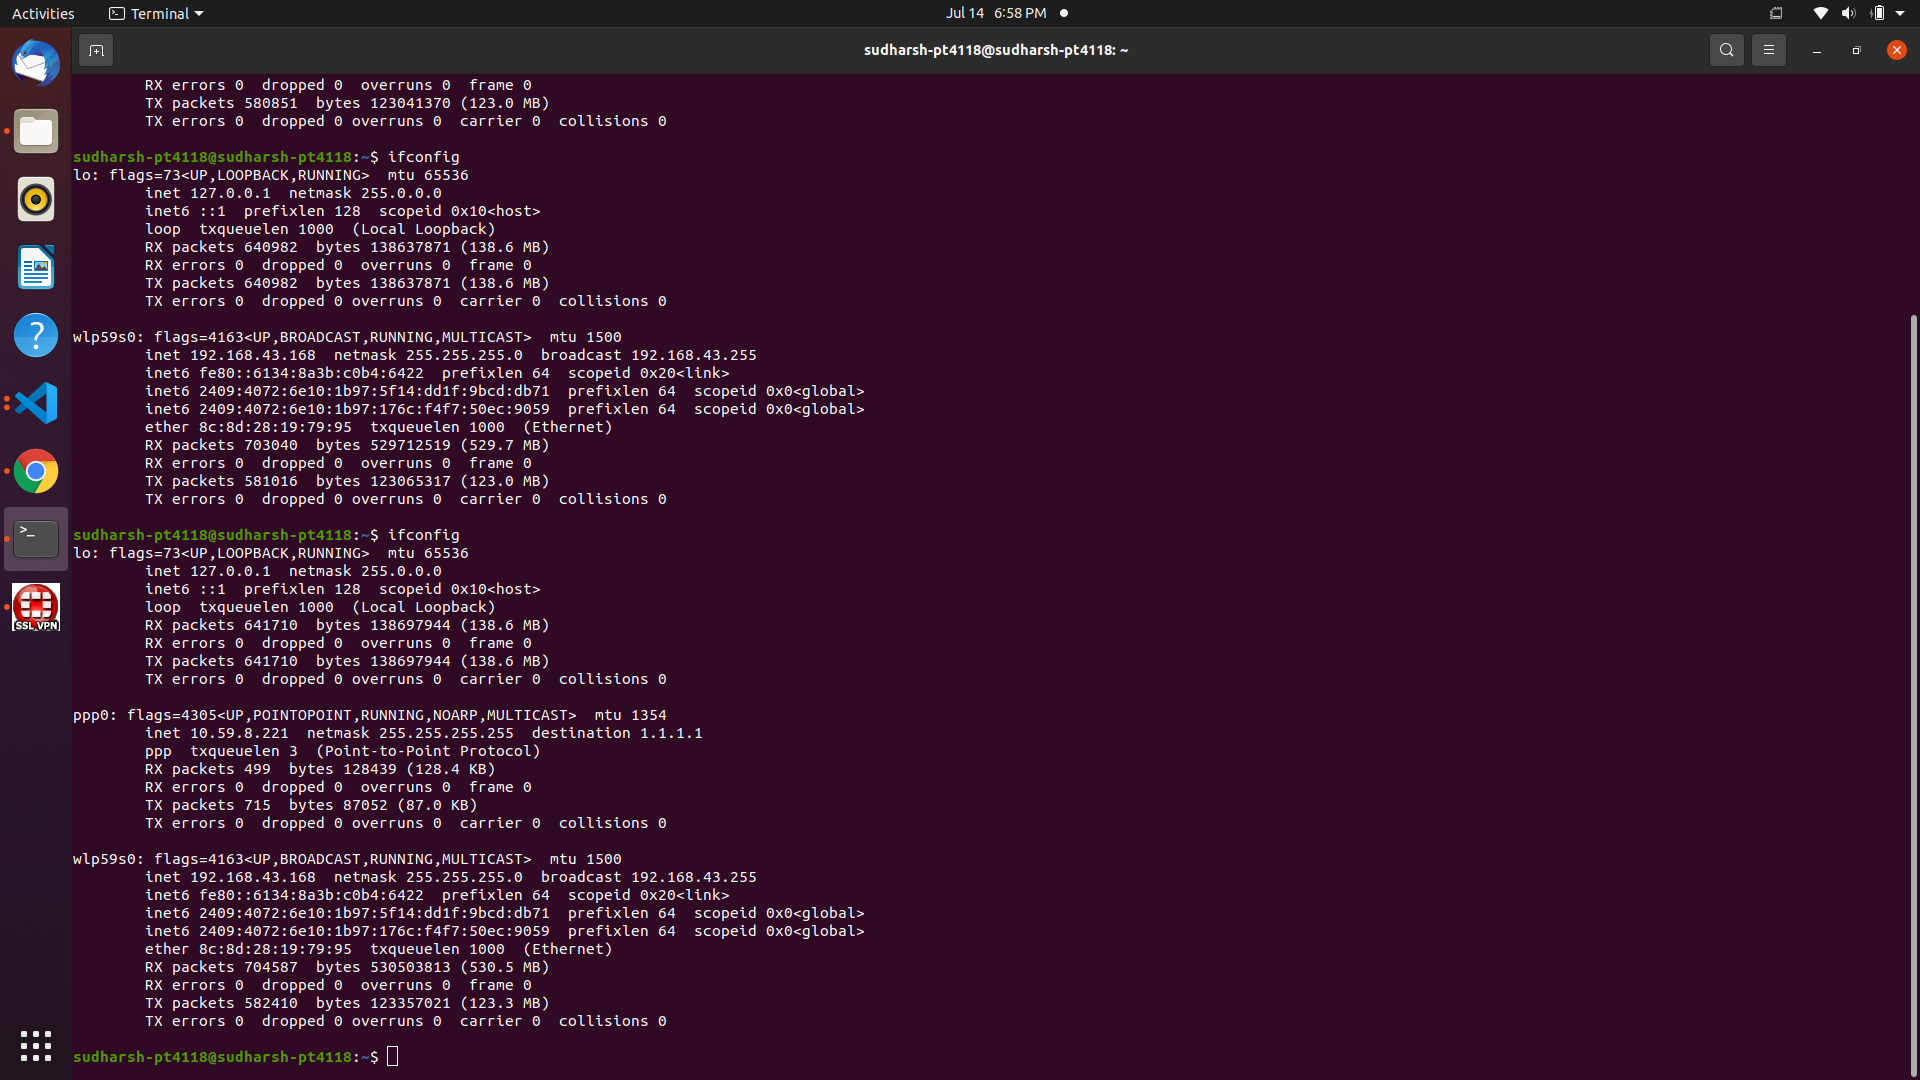 Activities
Terminal
Jul 14 6:58 PM
sudharsh-pt4118@sudharsh-pt4118: ~
RX errors 0  dropped 0  overruns 0  frame 0
TX packets 580851  bytes 123041370 (123.0 MB)
TX errors 0  dropped 0 overruns 0  carrier 0  collisions 0
sudharsh-pt4118@sudharsh-pt4118:~$ ifconfig
lo: flags=73<UP,LOOPBACK,RUNNING>  mtu 65536
inet 127.0.0.1  netmask 255.0.0.0
inet6 ::1  prefixlen 128  scopeid 0x10<host>
loop  txqueuelen 1000  (Local Loopback)
RX packets 640982  bytes 138637871 (138.6 MB)
RX errors 0  dropped 0  overruns 0  frame 0
TX packets 640982  bytes 138637871 (138.6 MB)
TX errors 0  dropped 0 overruns 0  carrier 0  collisions 0
wlp59s0: flags=4163<UP,BROADCAST,RUNNING,MULTICAST>  mtu 1500
inet 192.168.43.168  netmask 255.255.255.0  broadcast 192.168.43.255
inet6 fe80::6134:8a3b:c0b4:6422  prefixlen 64  scopeid 0x20<link>
inet6 2409:4072:6e10:1b97:5f14:dd1f:9bcd:db71  prefixlen 64  scopeid 0x0<global>
inet6 2409:4072:6e10:1b97:176c:f4f7:50ec:9059  prefixlen 64  scopeid 0x0<global>
ether 8c:8d:28:19:79:95  txqueuelen 1000  (Ethernet)
RX packets 703040  bytes 529712519 (529.7 MB)
RX errors 0  dropped 0  overruns 0  frame 0
TX packets 581016  bytes 123065317 (123.0 MB)
TX errors 0  dropped 0 overruns 0  carrier 0  collisions 0
sudharsh-pt4118@sudharsh-pt4118:~$ ifconfig
lo: flags=73<UP,LOOPBACK,RUNNING>  mtu 65536
inet 127.0.0.1  netmask 255.0.0.0
inet6 ::1  prefixlen 128  scopeid 0x10<host>
loop  txqueuelen 1000  (Local Loopback)
RX packets 641710  bytes 138697944 (138.6 MB)
RX errors 0  dropped 0  overruns 0  frame 0
TX packets 641710  bytes 138697944 (138.6 MB)
TX errors 0  dropped 0 overruns 0  carrier 0  collisions 0
ppp0: flags=4305<UP,POINTOPOINT,RUNNING,NOARP,MULTICAST>  mtu 1354
inet 10.59.8.221  netmask 255.255.255.255  destination 1.1.1.1
ppp  txqueuelen 3  (Point-to-Point Protocol)
RX packets 499  bytes 128439 (128.4 KB)
RX errors 0  dropped 0  overruns 0  frame 0
TX packets 715  bytes 87052 (87.0 KB)
TX errors 0  dropped 0 overruns 0  carrier 0  collisions 0
wlp59s0: flags=4163<UP,BROADCAST,RUNNING,MULTICAST>  mtu 1500
inet 192.168.43.168  netmask 255.255.255.0  broadcast 192.168.43.255
inet6 fe80::6134:8a3b:c0b4:6422  prefixlen 64  scopeid 0x20<link>
inet6 2409:4072:6e10:1b97:5f14:dd1f:9bcd:db71  prefixlen 64  scopeid 0x0<global>
inet6 2409:4072:6e10:1b97:176c:f4f7:50ec:9059  prefixlen 64  scopeid 0x0<global>
ether 8c:8d:28:19:79:95  txqueuelen 1000  (Ethernet)
RX packets 704587  bytes 530503813 (530.5 MB)
RX errors 0  dropped 0  overruns 0  frame 0
TX packets 582410  bytes 123357021 (123.3 MB)
TX errors 0  dropped 0 overruns 0  carrier 0  collisions 0
sudharsh-pt4118@sudharsh-pt4118:~$
?
>_
SSL VPN